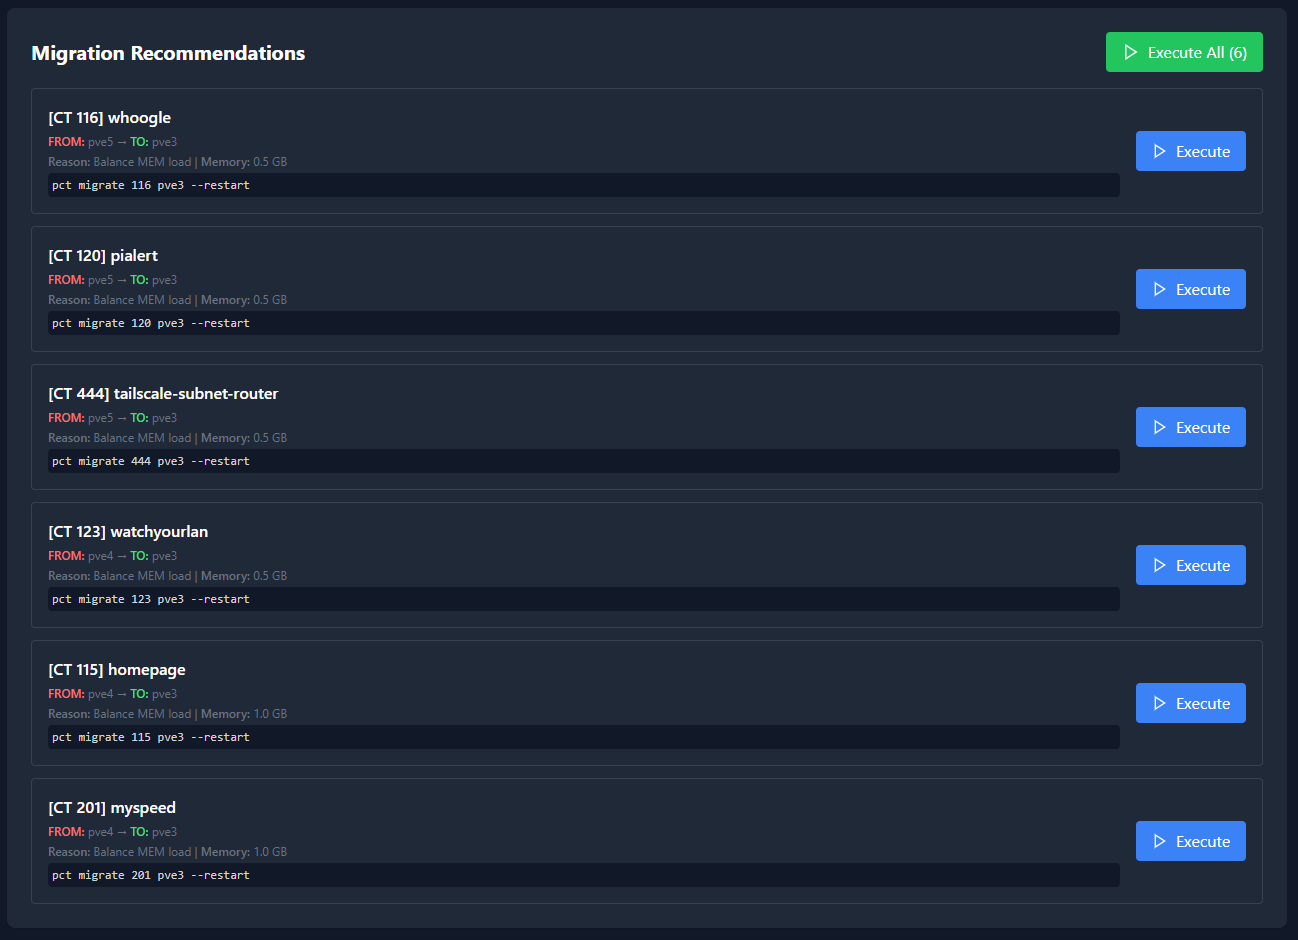 Migration Recommendations
Execute All (6)
[CT 116] whoogle
FROM: pve5 → TO: pve3
Reason: Balance MEM load | Memory: 0.5 GB
pct migrate 116 pve3 --restart
Execute
[CT 120] pialert
FROM: pve5 → TO: pve3
Reason: Balance MEM load | Memory: 0.5 GB
pct migrate 120 pve3 --restart
Execute
[CT 444] tailscale-subnet-router
FROM: pve5 → TO: pve3
Reason: Balance MEM load | Memory: 0.5 GB
pct migrate 444 pve3 --restart
Execute
[CT 123] watchyourlan
FROM: pve4 → TO: pve3
Reason: Balance MEM load | Memory: 0.5 GB
pct migrate 123 pve3 --restart
Execute
[CT 115] homepage
FROM: pve4 → TO: pve3
Reason: Balance MEM load | Memory: 1.0 GB
pct migrate 115 pve3 --restart
Execute
[CT 201] myspeed
FROM: pve4 → TO: pve3
Reason: Balance MEM load | Memory: 1.0 GB
pct migrate 201 pve3 --restart
Execute